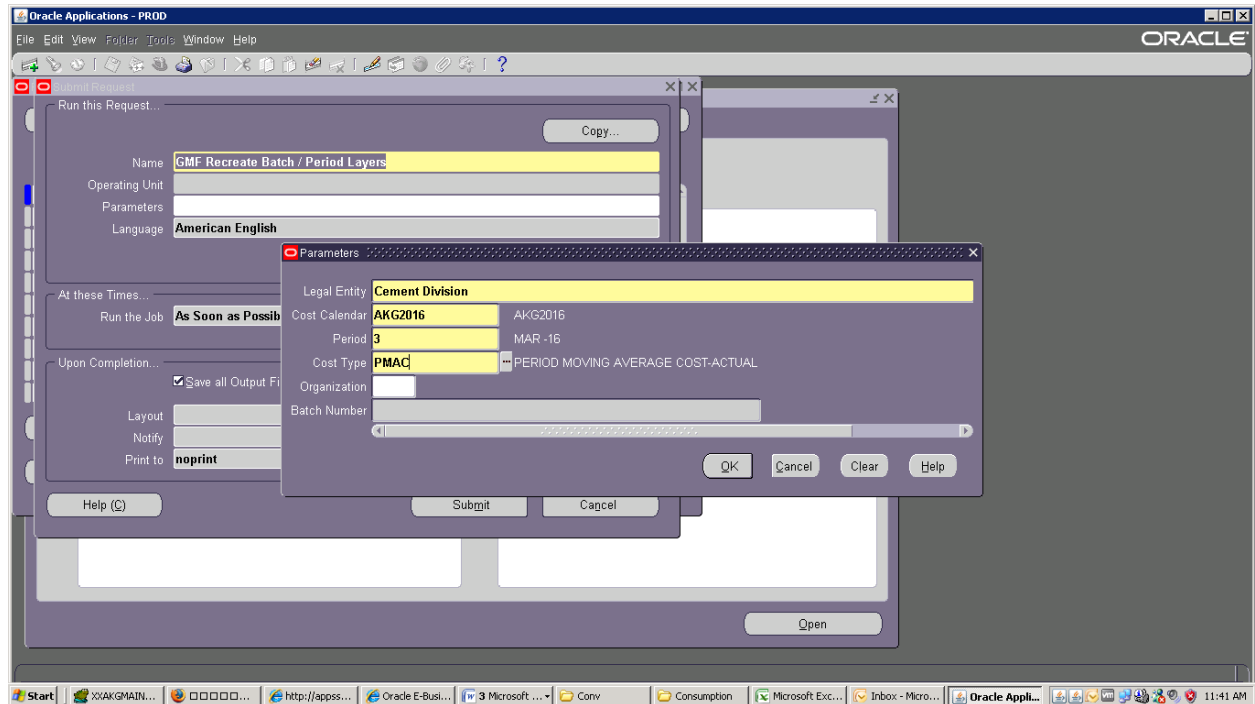 Oracle Applications - PROD
File Edit View Folder Tools Window Help
ORACLE
Submit Request
Run this Request...
Copy...
Name GMF Recreate Batch / Period Layers
Operating Unit
Parameters
Language American English
Parameters
Legal Entity Cement Division
At these Times...
Run the Job As Soon as Possib
Cost Calendar AKG2016 AKG2016
Period 3 MAR -16
Upon Completion...
Cost Type PMAC PERIOD MOVING AVERAGE COST-ACTUAL
Save all Output Fi
Organization
Layout
Batch Number
Notify
Print to noprint
OK Cancel Clear Help
Help (C) Submit Cancel
Open
Start XXAKGMAIN... http://appss... Oracle E-Busi... 3 Microsoft ... Conv Consumption Microsoft Exc... Inbox - Micro... Oracle Appli... 11:41 AM